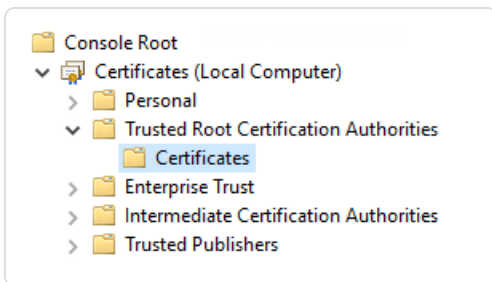 Console Root
Certificates (Local Computer)
Personal
Trusted Root Certification Authorities
Certificates
Enterprise Trust
Intermediate Certification Authorities
Trusted Publishers